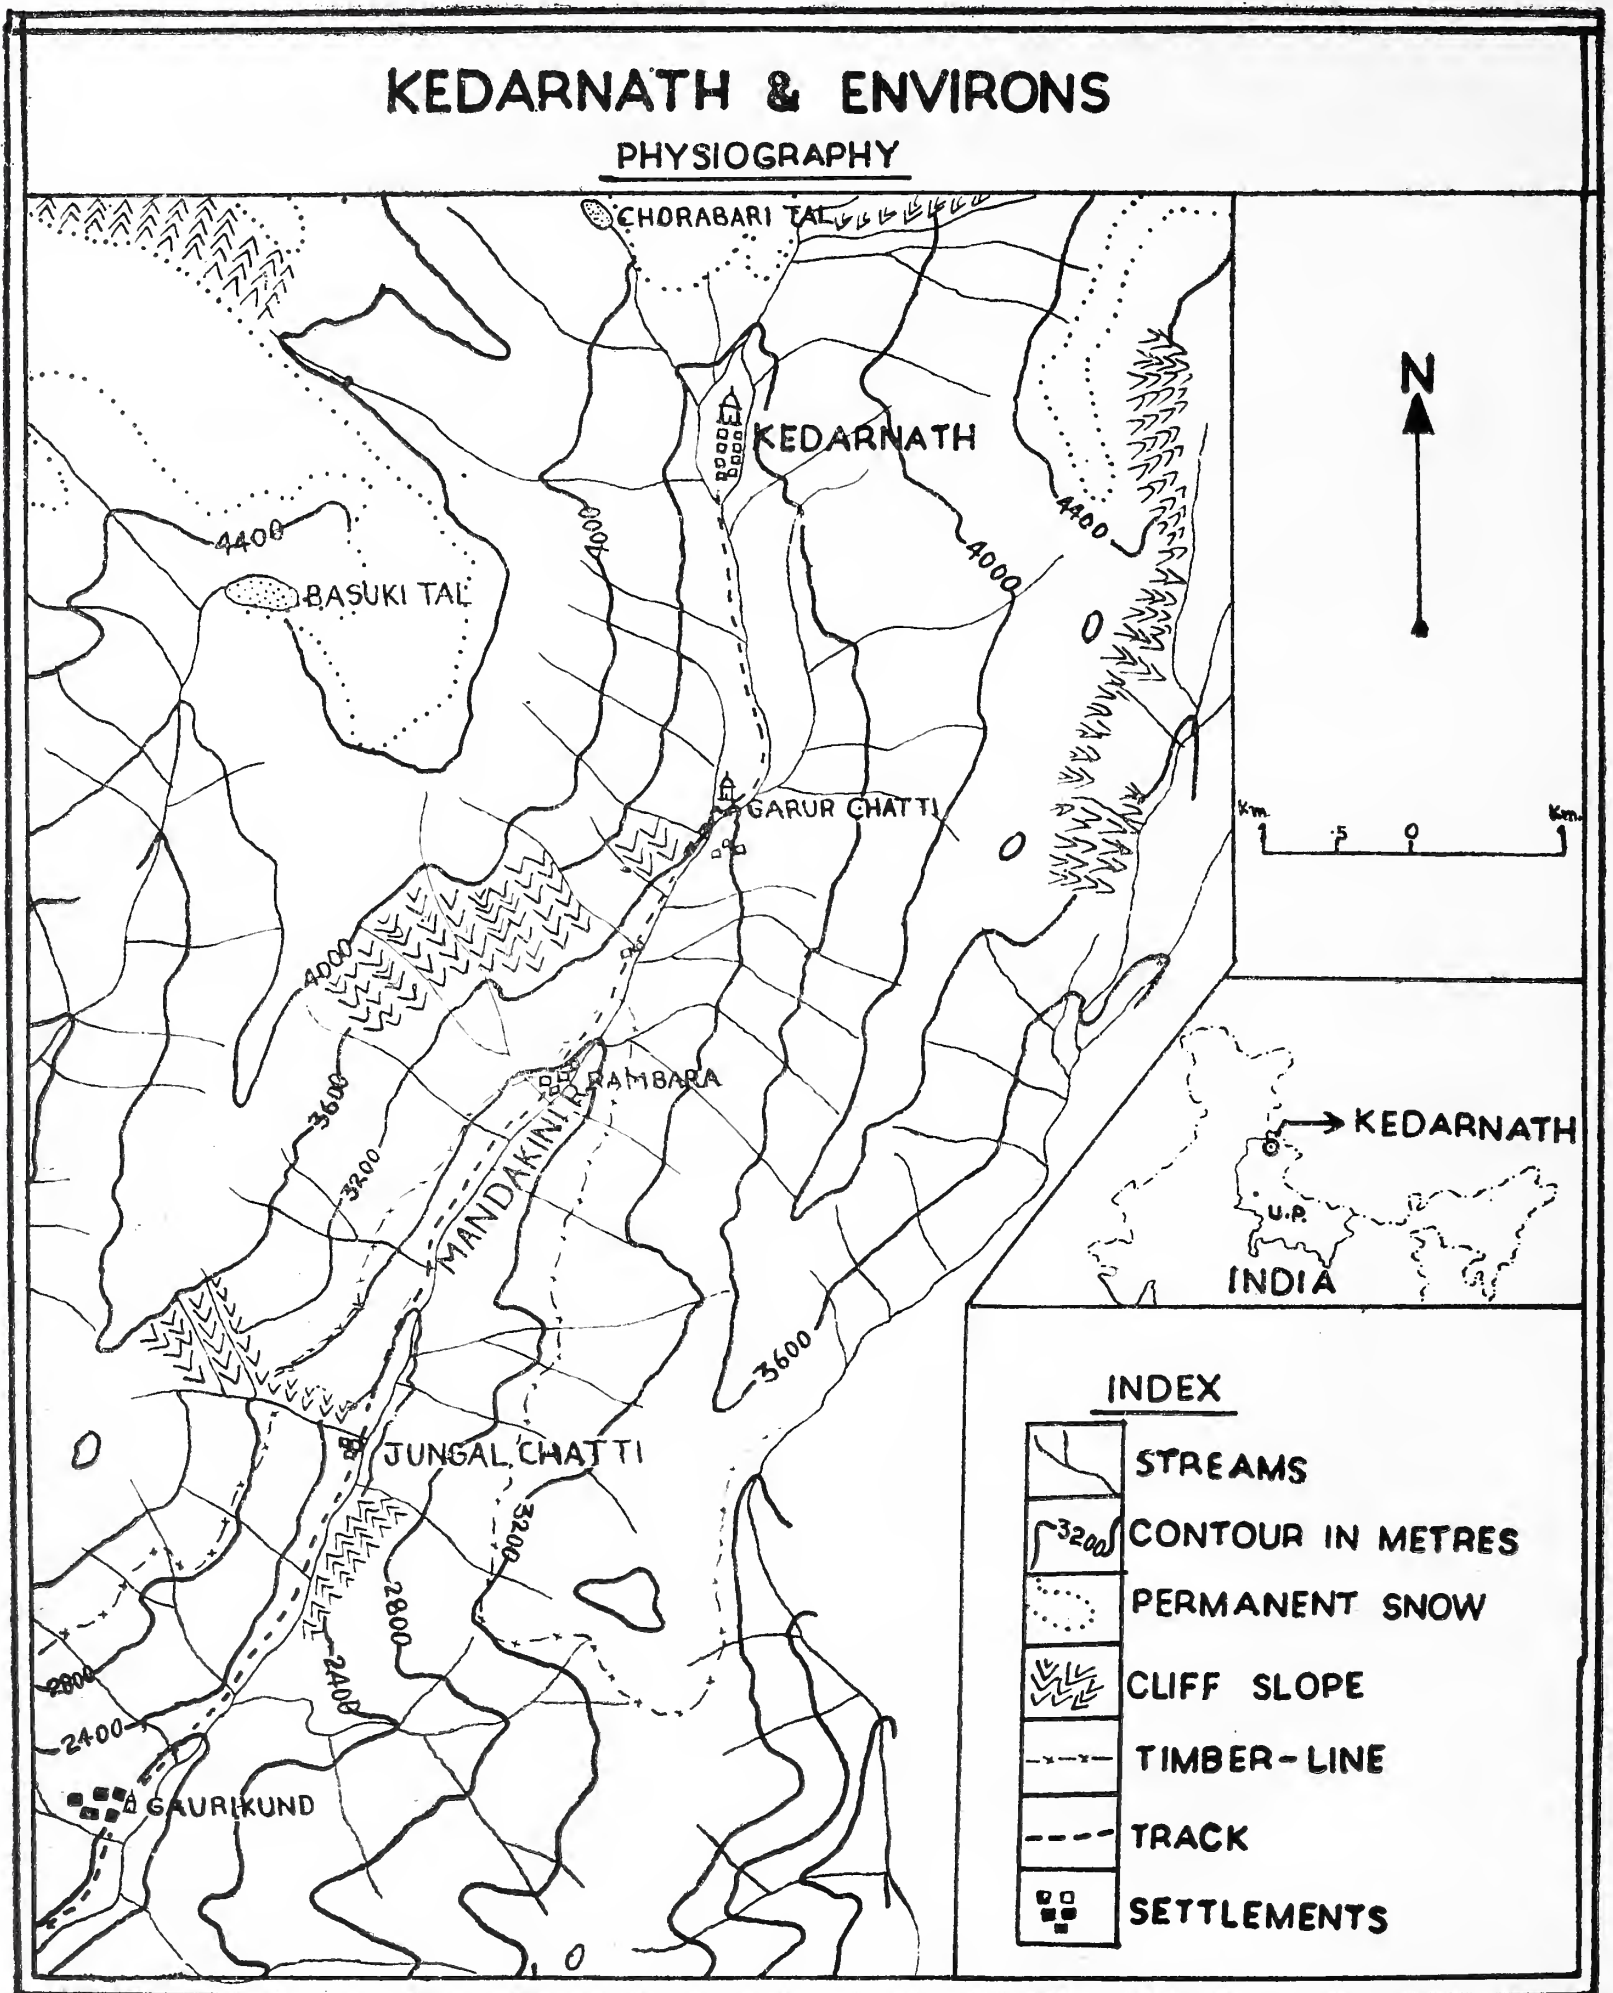 KEDARNATH & ENVIRONS
PHYSIOGRAPHY
CHORABARI TAL
N
KEDARNATH
4400
4400
4000
4000
BASUKI TAL
GARUR CHATTI
Km. .5 0 Km.
4000
RAMBARA
3600
3200
MANDAKINI R.
KEDARNATH
U.P.
INDIA
3600
JUNGAL CHATTI
3200
2800
2400
2800
2400
GAURIKUND
INDEX
STREAMS
3200 CONTOUR IN METRES
PERMANENT SNOW
CLIFF SLOPE
TIMBER-LINE
TRACK
SETTLEMENTS